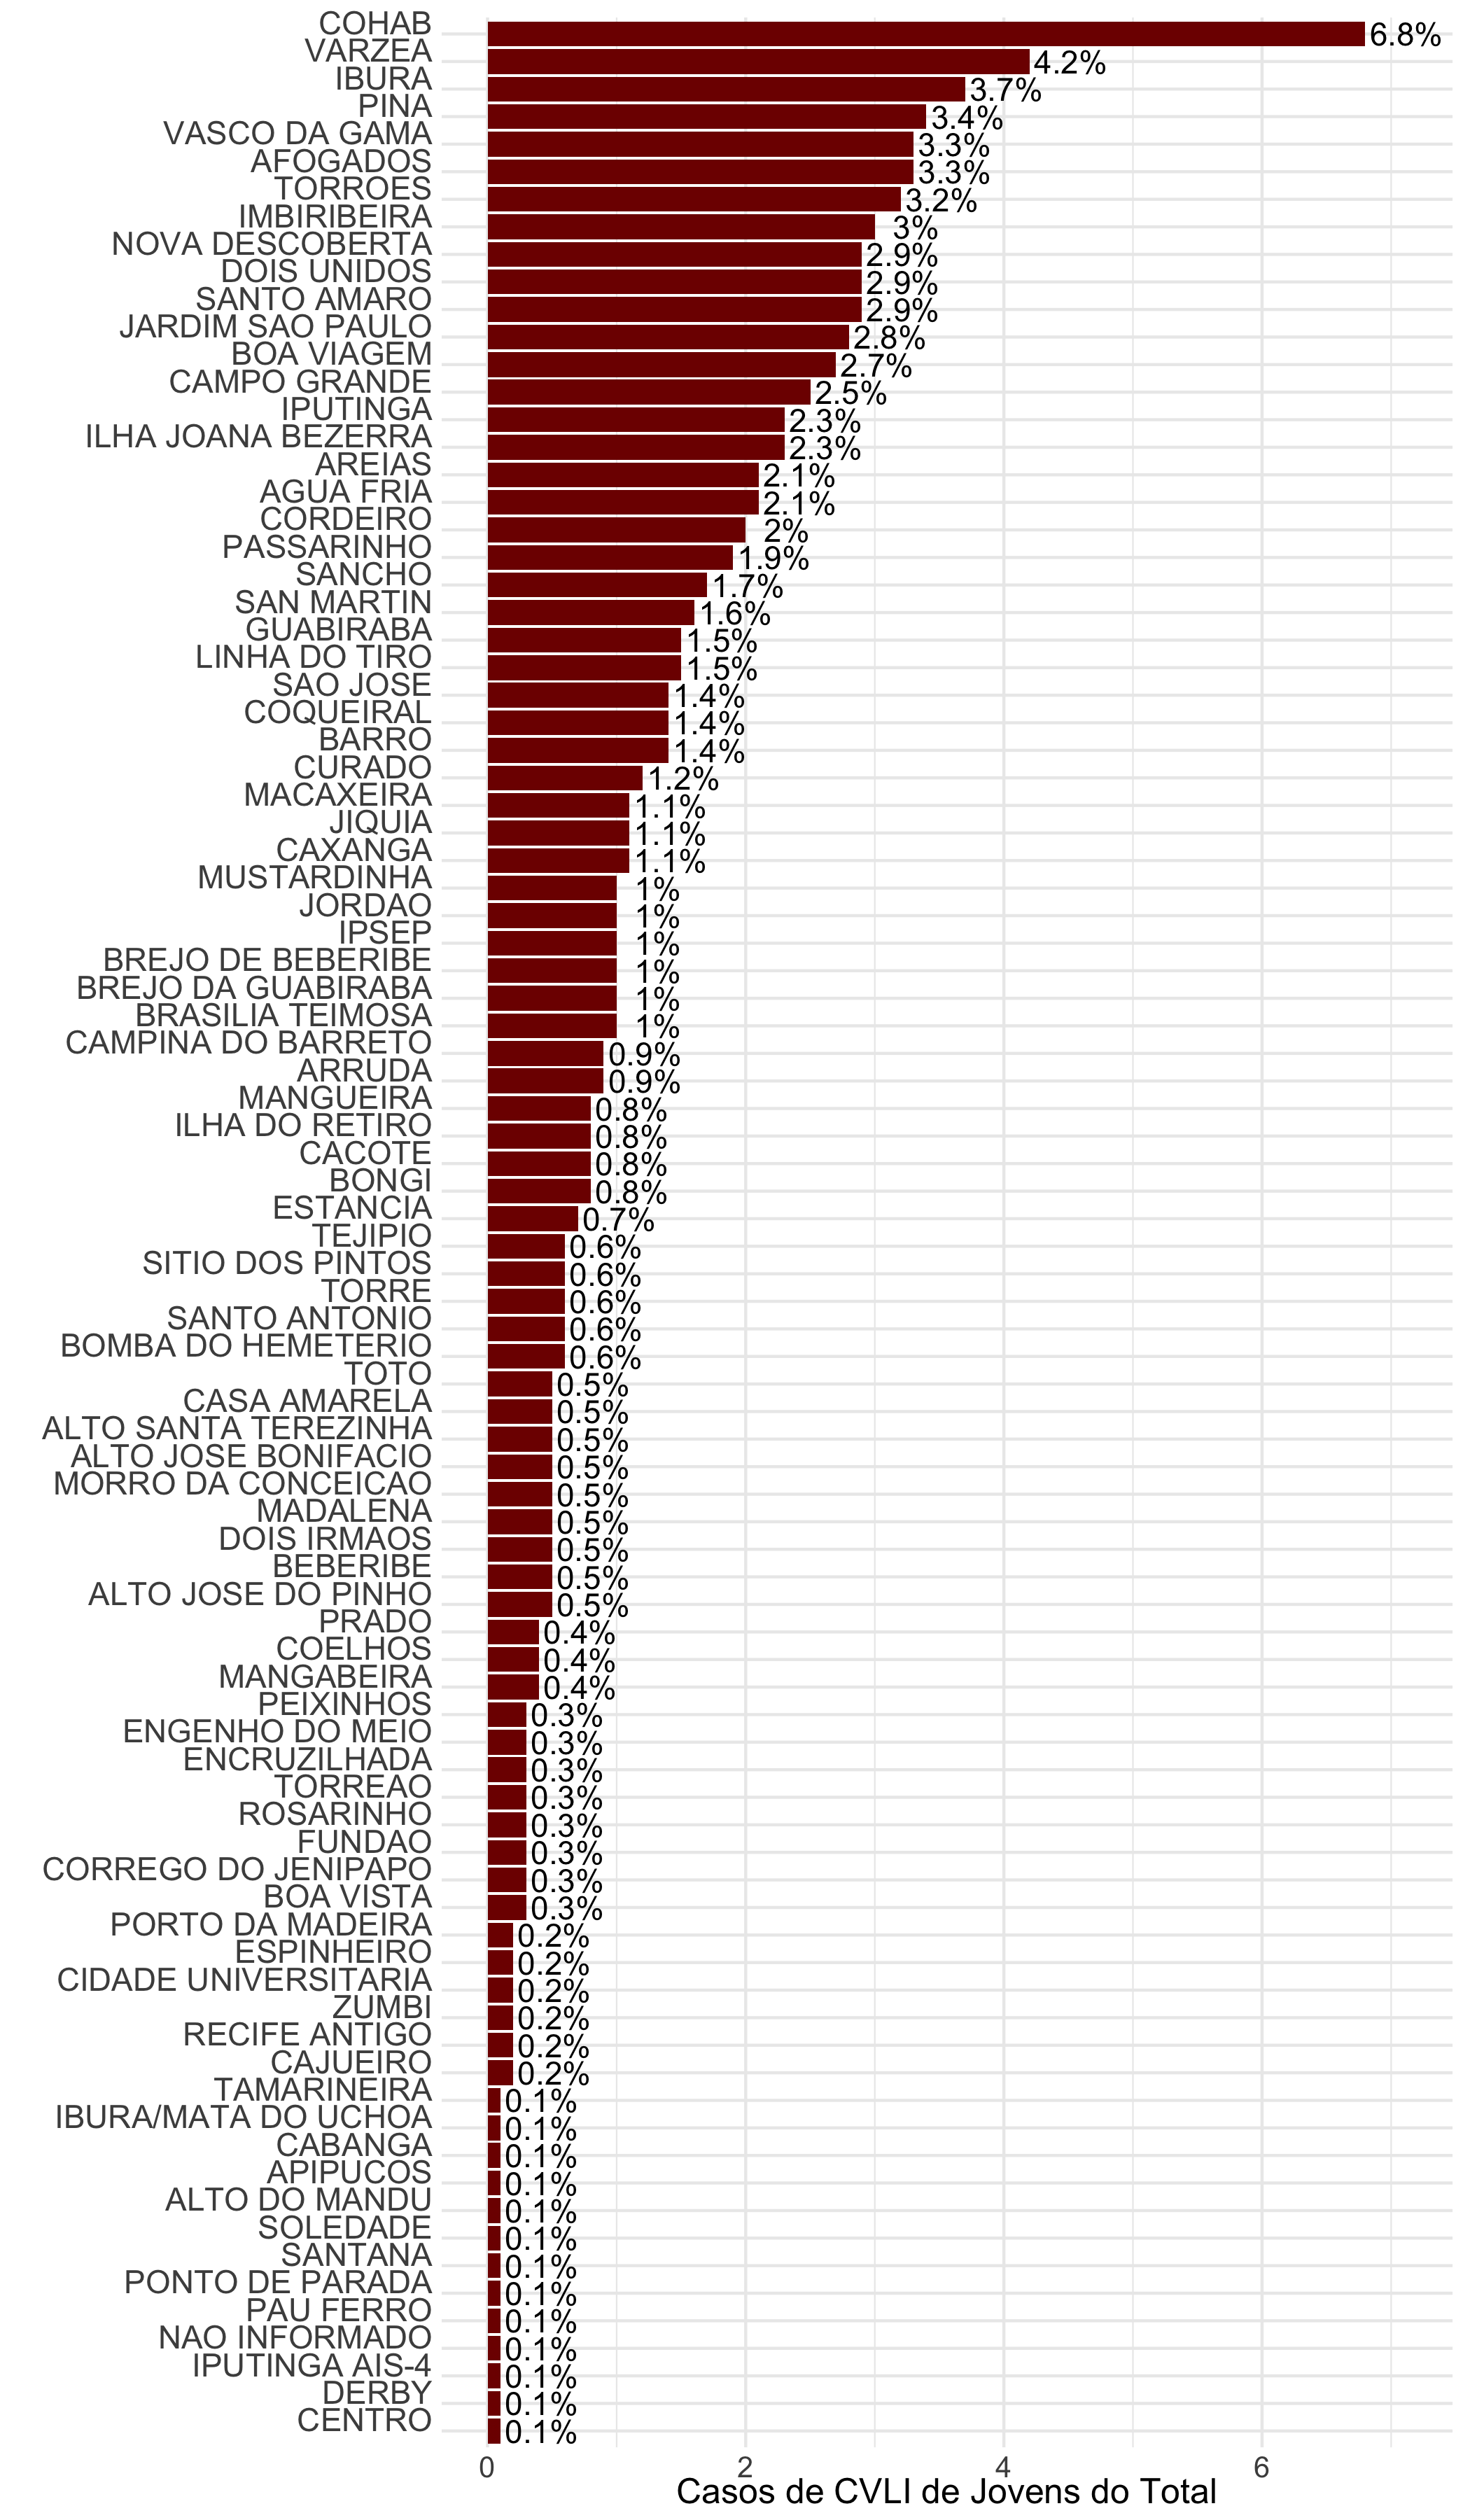 COHAB 6.8%
VARZEA 4.2%
IBURA 3.7%
PINA 3.4%
VASCO DA GAMA 3.3%
AFOGADOS 3.3%
TORROES 3.2%
IMBIRIBEIRA 3%
NOVA DESCOBERTA 2.9%
DOIS UNIDOS 2.9%
SANTO AMARO 2.9%
JARDIM SAO PAULO 2.8%
BOA VIAGEM 2.7%
CAMPO GRANDE 2.5%
IPUTINGA 2.3%
ILHA JOANA BEZERRA 2.3%
AREIAS 2.1%
AGUA FRIA 2.1%
CORDEIRO 2%
PASSARINHO 1.9%
SANCHO 1.7%
SAN MARTIN 1.6%
GUABIRABA 1.5%
LINHA DO TIRO 1.5%
SAO JOSE 1.4%
COQUEIRAL 1.4%
BARRO 1.4%
CURADO 1.2%
MACAXEIRA 1.1%
JIQUIA 1.1%
CAXANGA 1.1%
MUSTARDINHA 1%
JORDAO 1%
IPSEP 1%
BREJO DE BEBERIBE 1%
BREJO DA GUABIRABA 1%
BRASILIA TEIMOSA 1%
CAMPINA DO BARRETO 0.9%
ARRUDA 0.9%
MANGUEIRA 0.8%
ILHA DO RETIRO 0.8%
CACOTE 0.8%
BONGI 0.8%
ESTANCIA 0.7%
TEJIPIO 0.6%
SITIO DOS PINTOS 0.6%
TORRE 0.6%
SANTO ANTONIO 0.6%
BOMBA DO HEMETERIO 0.6%
TOTO 0.5%
CASA AMARELA 0.5%
ALTO SANTA TEREZINHA 0.5%
ALTO JOSE BONIFACIO 0.5%
MORRO DA CONCEICAO 0.5%
MADALENA 0.5%
DOIS IRMAOS 0.5%
BEBERIBE 0.5%
ALTO JOSE DO PINHO 0.5%
PRADO 0.4%
COELHOS 0.4%
MANGABEIRA 0.4%
PEIXINHOS 0.3%
ENGENHO DO MEIO 0.3%
ENCRUZILHADA 0.3%
TORREAO 0.3%
ROSARINHO 0.3%
FUNDAO 0.3%
CORREGO DO JENIPAPO 0.3%
BOA VISTA 0.3%
PORTO DA MADEIRA 0.2%
ESPINHEIRO 0.2%
CIDADE UNIVERSITARIA 0.2%
ZUMBI 0.2%
RECIFE ANTIGO 0.2%
CAJUEIRO 0.2%
TAMARINEIRA 0.1%
IBURA/MATA DO UCHOA 0.1%
CABANGA 0.1%
APIPUCOS 0.1%
ALTO DO MANDU 0.1%
SOLEDADE 0.1%
SANTANA 0.1%
PONTO DE PARADA 0.1%
PAU FERRO 0.1%
NAO INFORMADO 0.1%
IPUTINGA AIS-4 0.1%
DERBY 0.1%
CENTRO 0.1%
0 2 4 6
Casos de CVLI de Jovens do Total